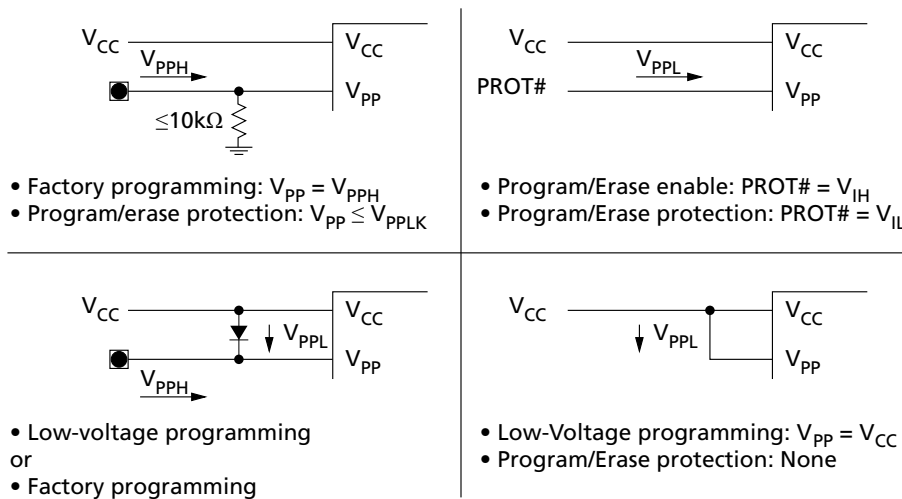 V_CC V_CC
V_PPH
V_PP
≤10kΩ
• Factory programming: V_PP = V_PPH
• Program/erase protection: V_PP ≤ V_PPLK
V_CC V_CC
V_PPL
PROT# V_PP
• Program/Erase enable: PROT# = V_IH
• Program/Erase protection: PROT# = V_IL
V_CC V_CC
V_PPL
V_PP
V_PPH
• Low-voltage programming
or
• Factory programming
V_CC V_CC
V_PPL
V_PP
• Low-Voltage programming: V_PP = V_CC
• Program/Erase protection: None